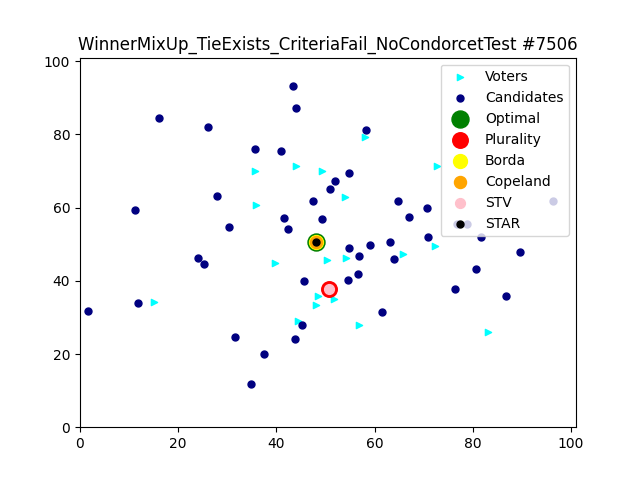 WinnerMixUp_TieExists_CriteriaFail_NoCondorcetTest #7506
100
80
60
40
20
0
0 20 40 60 80 100
Voters
Candidates
Optimal
Plurality
Borda
Copeland
STV
STAR